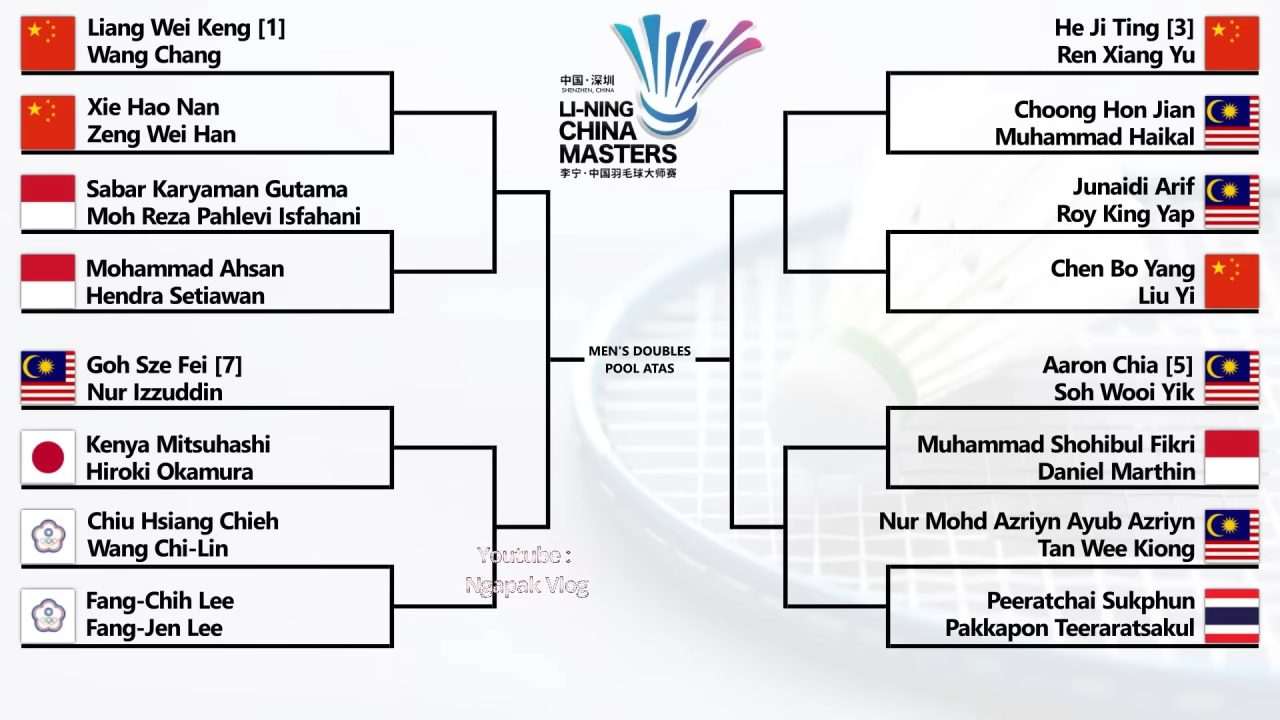 Liang Wei Keng [1]
Wang Chang
Xie Hao Nan
Zeng Wei Han
Sabar Karyaman Gutama
Moh Reza Pahlevi Isfahani
Mohammad Ahsan
Hendra Setiawan
Goh Sze Fei [7]
Nur Izzuddin
Kenya Mitsuhashi
Hiroki Okamura
Chiu Hsiang Chieh
Wang Chi-Lin
Fang-Chih Lee
Fang-Jen Lee
中国·深圳
SHENZHEN, CHINA
LI-NING
CHINA
MASTERS
李宁·中国羽毛球大师赛
MEN'S DOUBLES
POOL ATAS
Youtube :
Ngapak Vlog
He Ji Ting [3]
Ren Xiang Yu
Choong Hon Jian
Muhammad Haikal
Junaidi Arif
Roy King Yap
Chen Bo Yang
Liu Yi
Aaron Chia [5]
Soh Wooi Yik
Muhammad Shohibul Fikri
Daniel Marthin
Nur Mohd Azriyn Ayub Azriyn
Tan Wee Kiong
Peeratchai Sukphun
Pakkapon Teeraratsakul